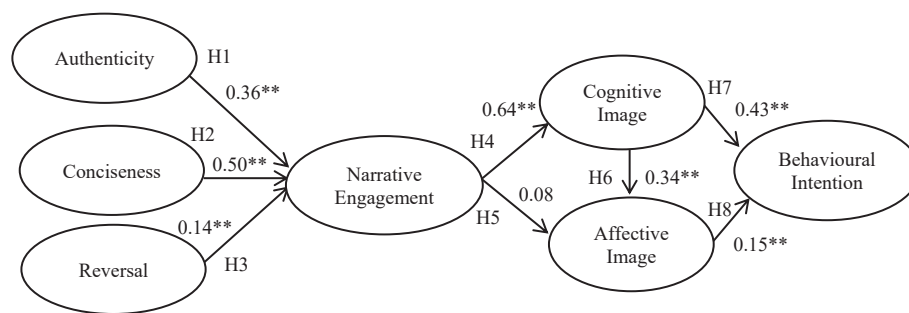 Authenticity
H1
0.36**
Conciseness
H2
0.50**
Reversal
0.14**
H3
Narrative
Engagement
H4
0.64**
H5
0.08
Cognitive
Image
H6
0.34**
Affective
Image
H7
0.43**
H8
0.15**
Behavioural
Intention